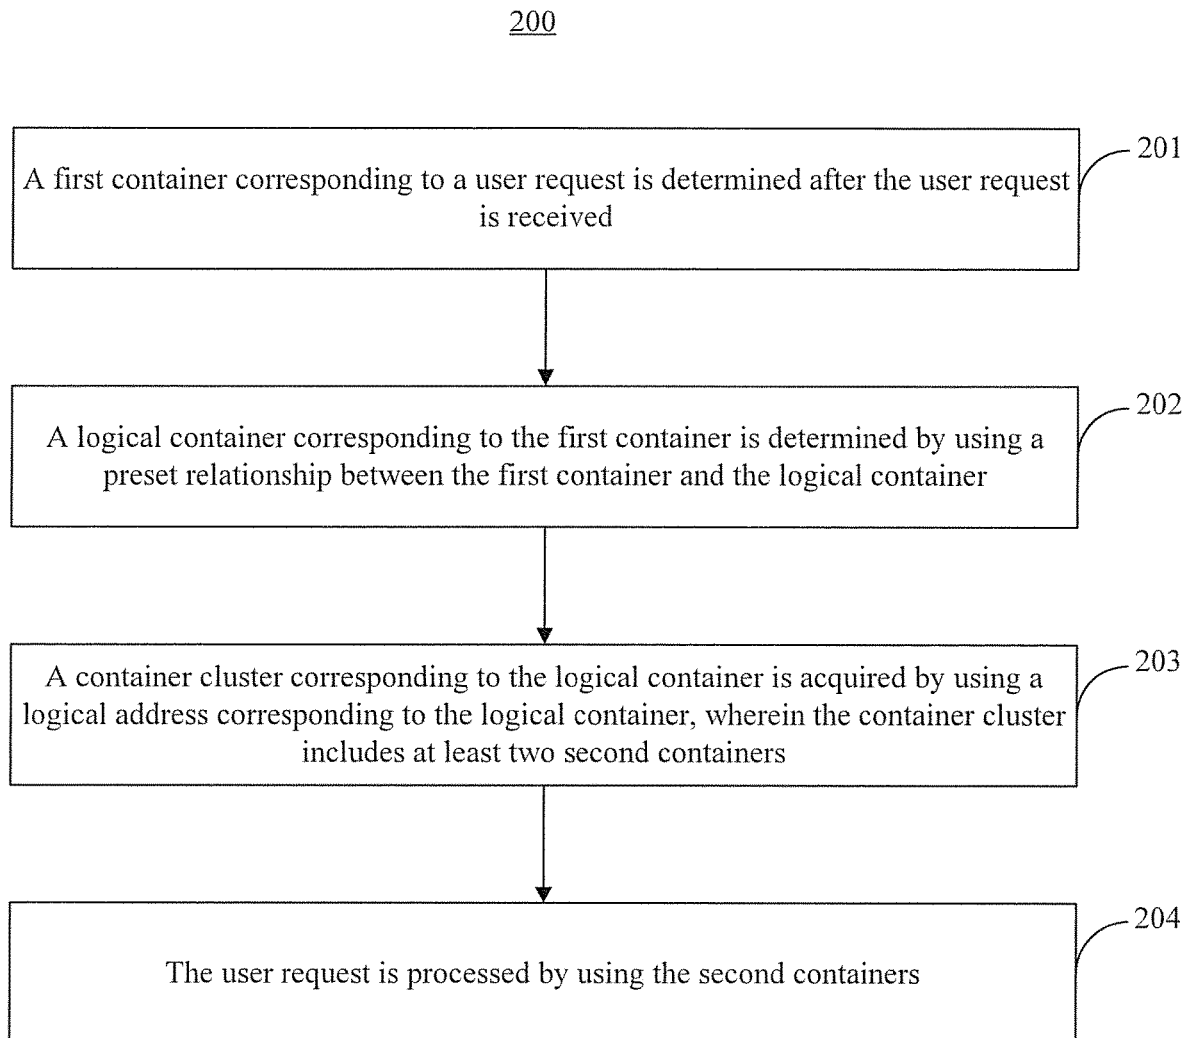 200
201
A first container corresponding to a user request is determined after the user request
is received
202
A logical container corresponding to the first container is determined by using a
preset relationship between the first container and the logical container
203
A container cluster corresponding to the logical container is acquired by using a
logical address corresponding to the logical container, wherein the container cluster
includes at least two second containers
204
The user request is processed by using the second containers